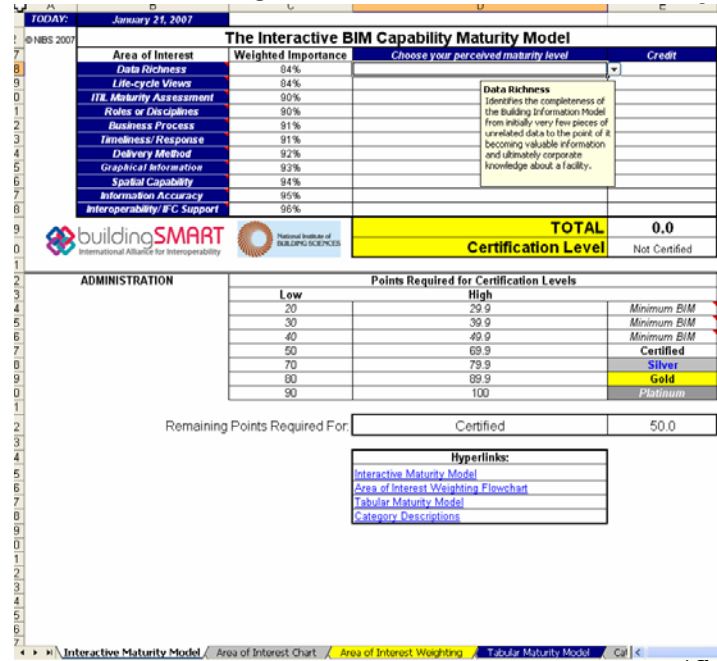 A B C D E
TODAY: January 21, 2007
© NIBS 2007 The Interactive BIM Capability Maturity Model
Area of Interest Weighted Importance Choose your perceived maturity level Credit
Data Richness 84%
Life-cycle Views 84%
ITIL Maturity Assessment 90%
Roles or Disciplines 90%
Business Process 91%
Timeliness/ Response 91%
Delivery Method 92%
Graphical Information 93%
Spatial Capability 94%
Information Accuracy 95%
Interoperability/ IFC Support 96%
Data Richness
Identifies the completeness of
the Building Information Model
from initially very few pieces of
unrelated data to the point of it
becoming valuable information
and ultimately corporate
knowledge about a facility.
buildingSMART
International Alliance for Interoperability
National Institute of
BUILDING SCIENCES
TOTAL 0.0
Certification Level Not Certified
ADMINISTRATION Points Required for Certification Levels
Low High
20 29.9 Minimum BIM
30 39.9 Minimum BIM
40 49.9 Minimum BIM
50 69.9 Certified
70 79.9 Silver
80 89.9 Gold
90 100 Platinum
Remaining Points Required For: Certified 50.0
Hyperlinks:
Interactive Maturity Model
Area of Interest Weighting Flowchart
Tabular Maturity Model
Category Descriptions
Interactive Maturity Model Area of Interest Chart Area of Interest Weighting Tabular Maturity Model